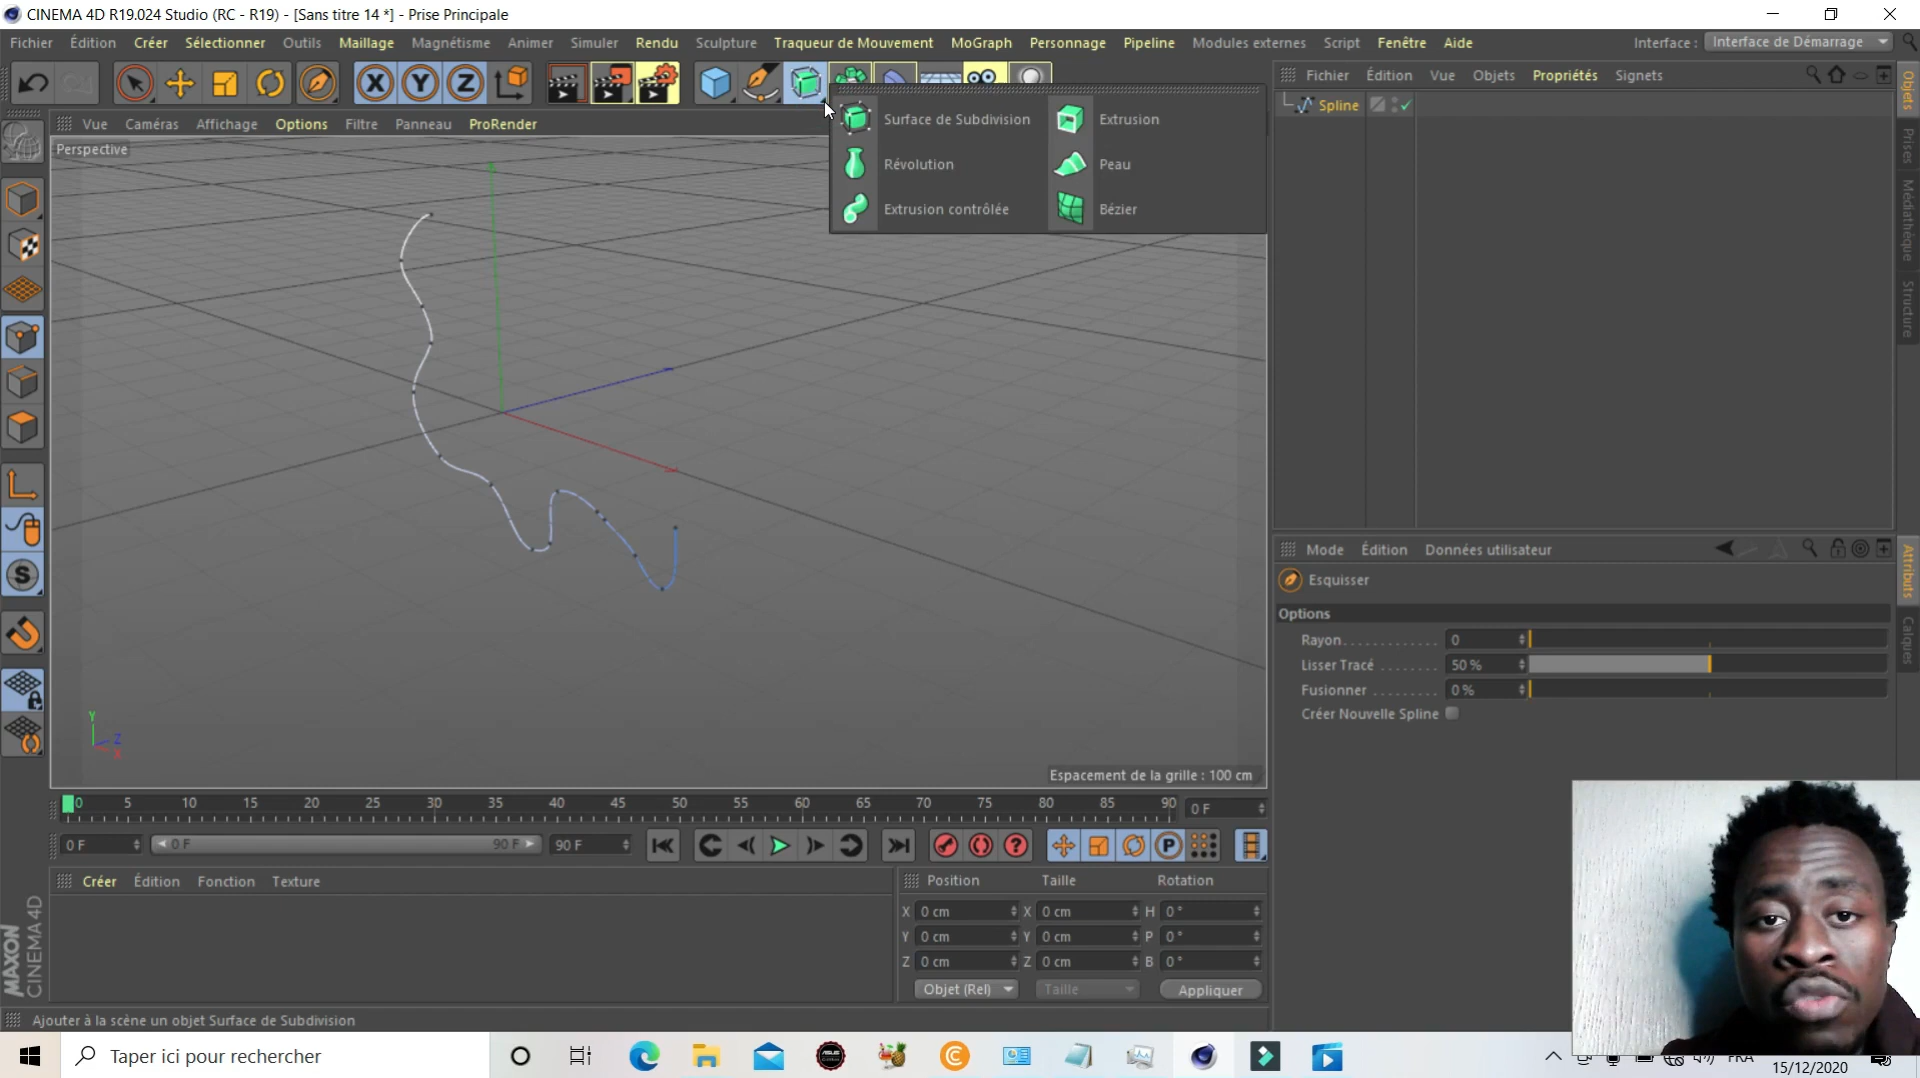 CINEMA 4D R19.024 Studio (RC - R19) - [Sans titre 14 *] - Prise Principale
Fichier Édition Créer Sélectionner Outils Maillage Magnétisme Animer Simuler Rendu Sculpture Traqueur de Mouvement MoGraph Personnage Pipeline Modules externes Script Fenêtre Aide Interface : Interface de Démarrage
X Y Z
Vue Caméras Affichage Options Filtre Panneau ProRender
Perspective
Surface de Subdivision Extrusion
Révolution Peau
Extrusion contrôlée Bézier
Fichier Édition Vue Objets Propriétés Signets
Spline
Objets
Prises
Médiathèque
Structure
Y
Z
X
Espacement de la grille : 100 cm
Mode Édition Données utilisateur
Esquisser
Options
Rayon 0
Lisser Tracé 50 %
Fusionner 0 %
Créer Nouvelle Spline
Attributs
Calques
0 5 10 15 20 25 30 35 40 45 50 55 60 65 70 75 80 85 90 0 F
0 F 0 F 90 F 90 F
P
Créer Édition Fonction Texture
Position Taille Rotation
X 0 cm X 0 cm H 0 °
Y 0 cm Y 0 cm P 0 °
Z 0 cm Z 0 cm B 0 °
Objet (Rel) Taille Appliquer
MAXON
CINEMA 4D
Ajouter à la scène un objet Surface de Subdivision
Taper ici pour rechercher
FRA
15/12/2020